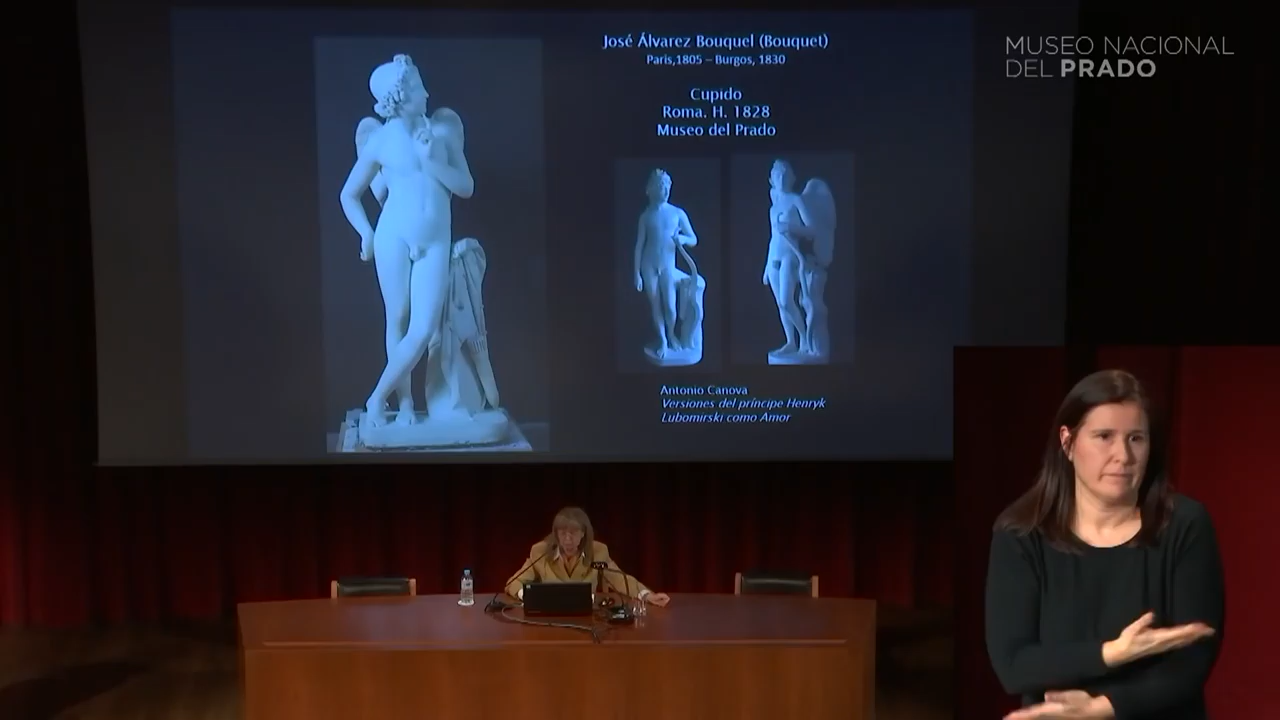 José Álvarez Bouquel (Bouquet)
Paris,1805 – Burgos, 1830
Cupido
Roma. H. 1828
Museo del Prado
Antonio Canova
Versiones del príncipe Henryk
Lubomirski como Amor
MUSEO NACIONAL
DEL PRADO